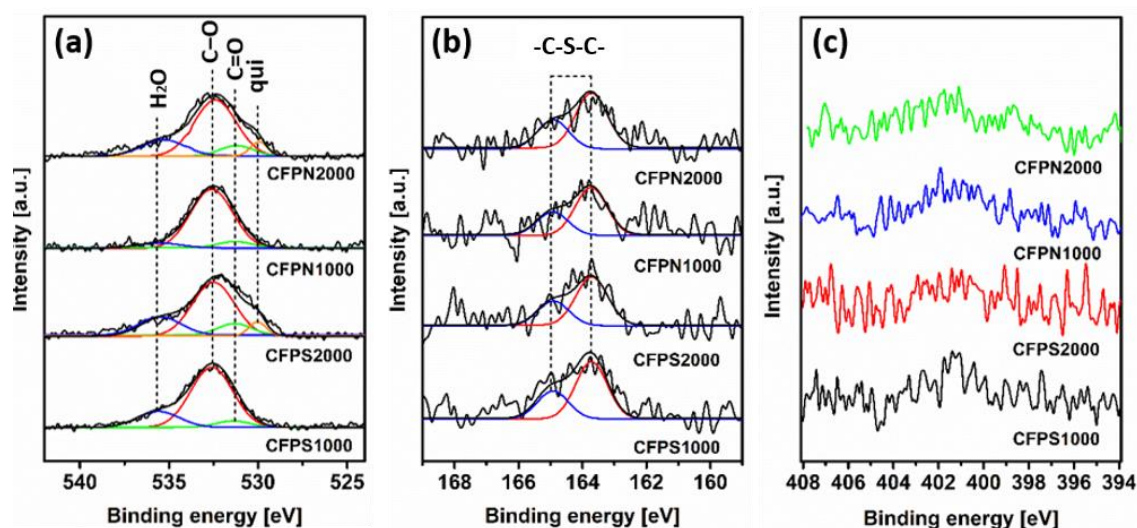 (a)
H₂O
C−O
C=O
qui
CFPN2000
CFPN1000
CFPS2000
CFPS1000
Intensity [a.u.]
540 535 530 525
Binding energy [eV]
(b)
-C-S-C-
CFPN2000
CFPN1000
CFPS2000
CFPS1000
Intensity [a.u.]
168 166 164 162 160
Binding energy [eV]
(c)
CFPN2000
CFPN1000
CFPS2000
CFPS1000
Intensity [a.u.]
408 406 404 402 400 398 396 394
Binding energy [eV]